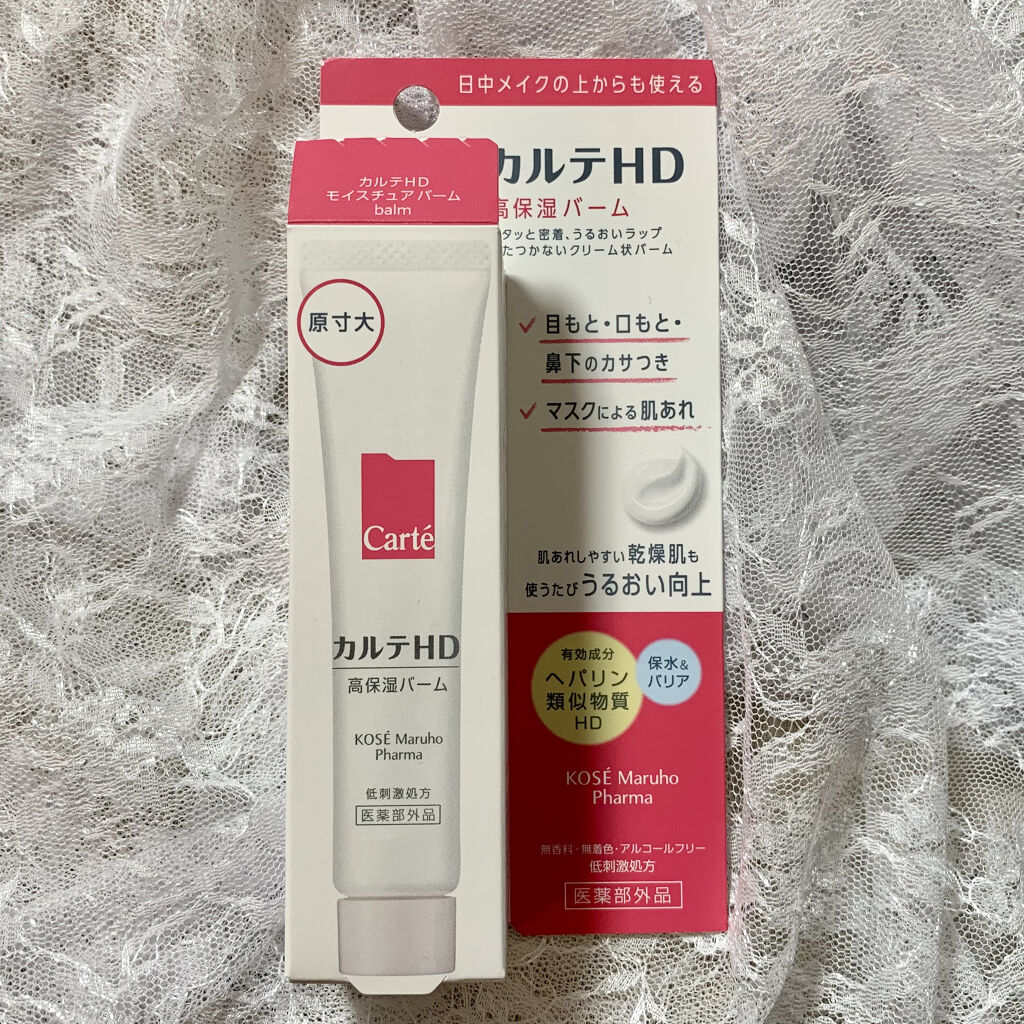 日中メイクの上からも使える
カルテHD
高保湿バーム
タッと密着、うるおいラップ
たつかないクリーム状バーム
目もと・口もと・
鼻下のカサつき
マスクによる肌あれ
肌あれしやすい乾燥肌も
使うたびうるおい向上
有効成分
ヘパリン
類似物質
HD
保水&
バリア
KOSÉ Maruho
Pharma
無香料・無着色・アルコールフリー
低刺激処方
医薬部外品
カルテHD
モイスチュアバーム
balm
原寸大
Carté
カルテHD
高保湿バーム
KOSÉ Maruho
Pharma
低刺激処方
医薬部外品